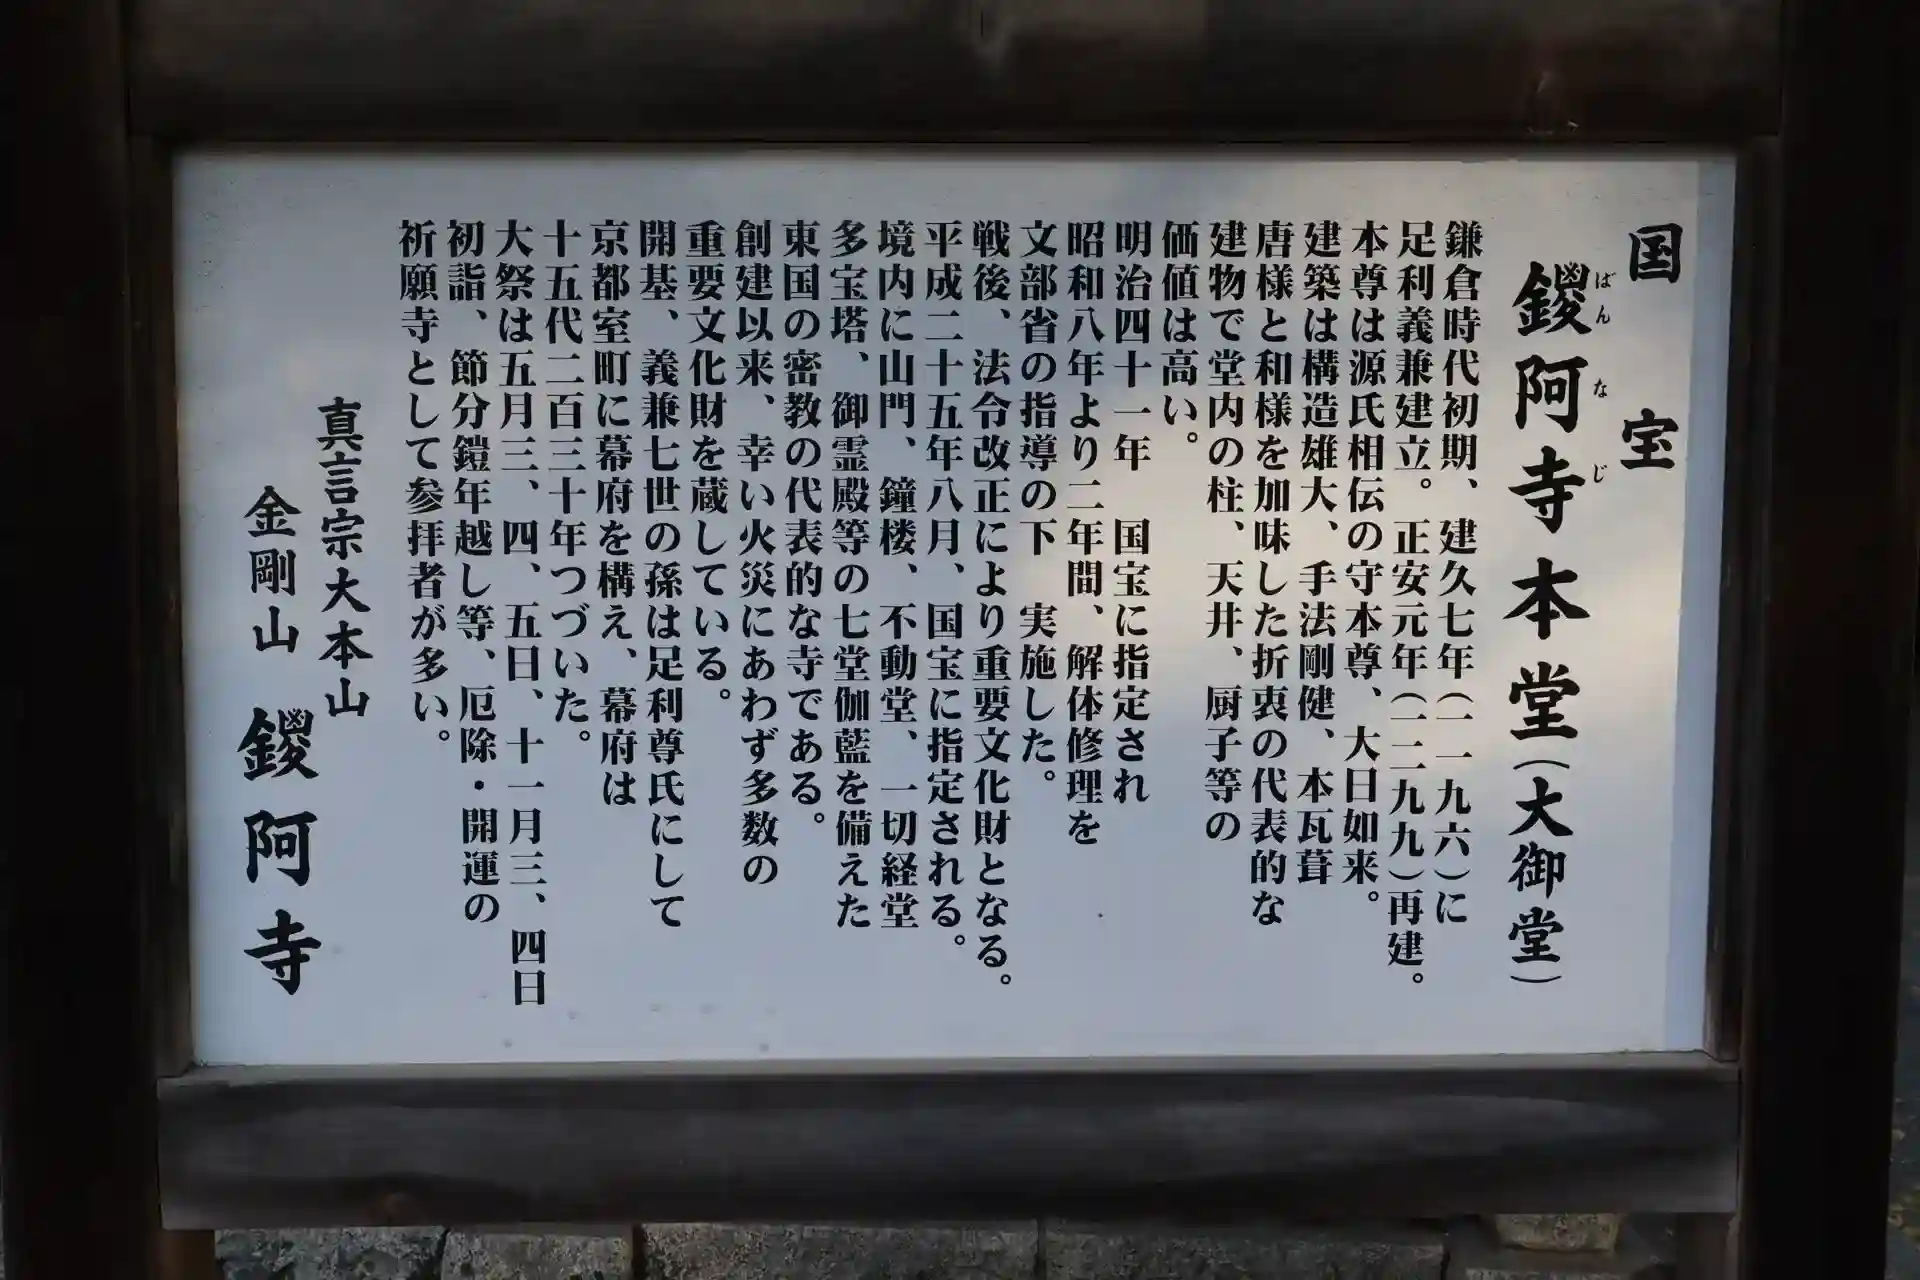 国宝
鑁阿寺本堂(大御堂)
ばんなじ
鎌倉時代初期、建久七年(一一九六)に
足利義兼建立。正安元年(一二九九)再建。
本尊は源氏相伝の守本尊、大日如来。
建築は構造雄大、手法剛健、本瓦葺
唐様と和様を加味した折衷の代表的な
建物で堂内の柱、天井、厨子等の
価値は高い。
明治四十一年 国宝に指定され
昭和八年より二年間、解体修理を
文部省の指導の下 実施した。
戦後、法令改正により重要文化財となる。
平成二十五年八月、国宝に指定される。
境内に山門、鐘楼、不動堂、一切経堂
多宝塔、御霊殿等の七堂伽藍を備えた
東国の密教の代表的な寺である。
創建以来、幸い火災にあわず多数の
重要文化財を蔵している。
開基、義兼七世の孫は足利尊氏にして
京都室町に幕府を構え、幕府は
十五代二百三十年つづいた。
大祭は五月三、四、五日、十一月三、四日
初詣、節分鎧年越し等、厄除・開運の
祈願寺として参拝者が多い。
真言宗大本山
金剛山 鑁阿寺